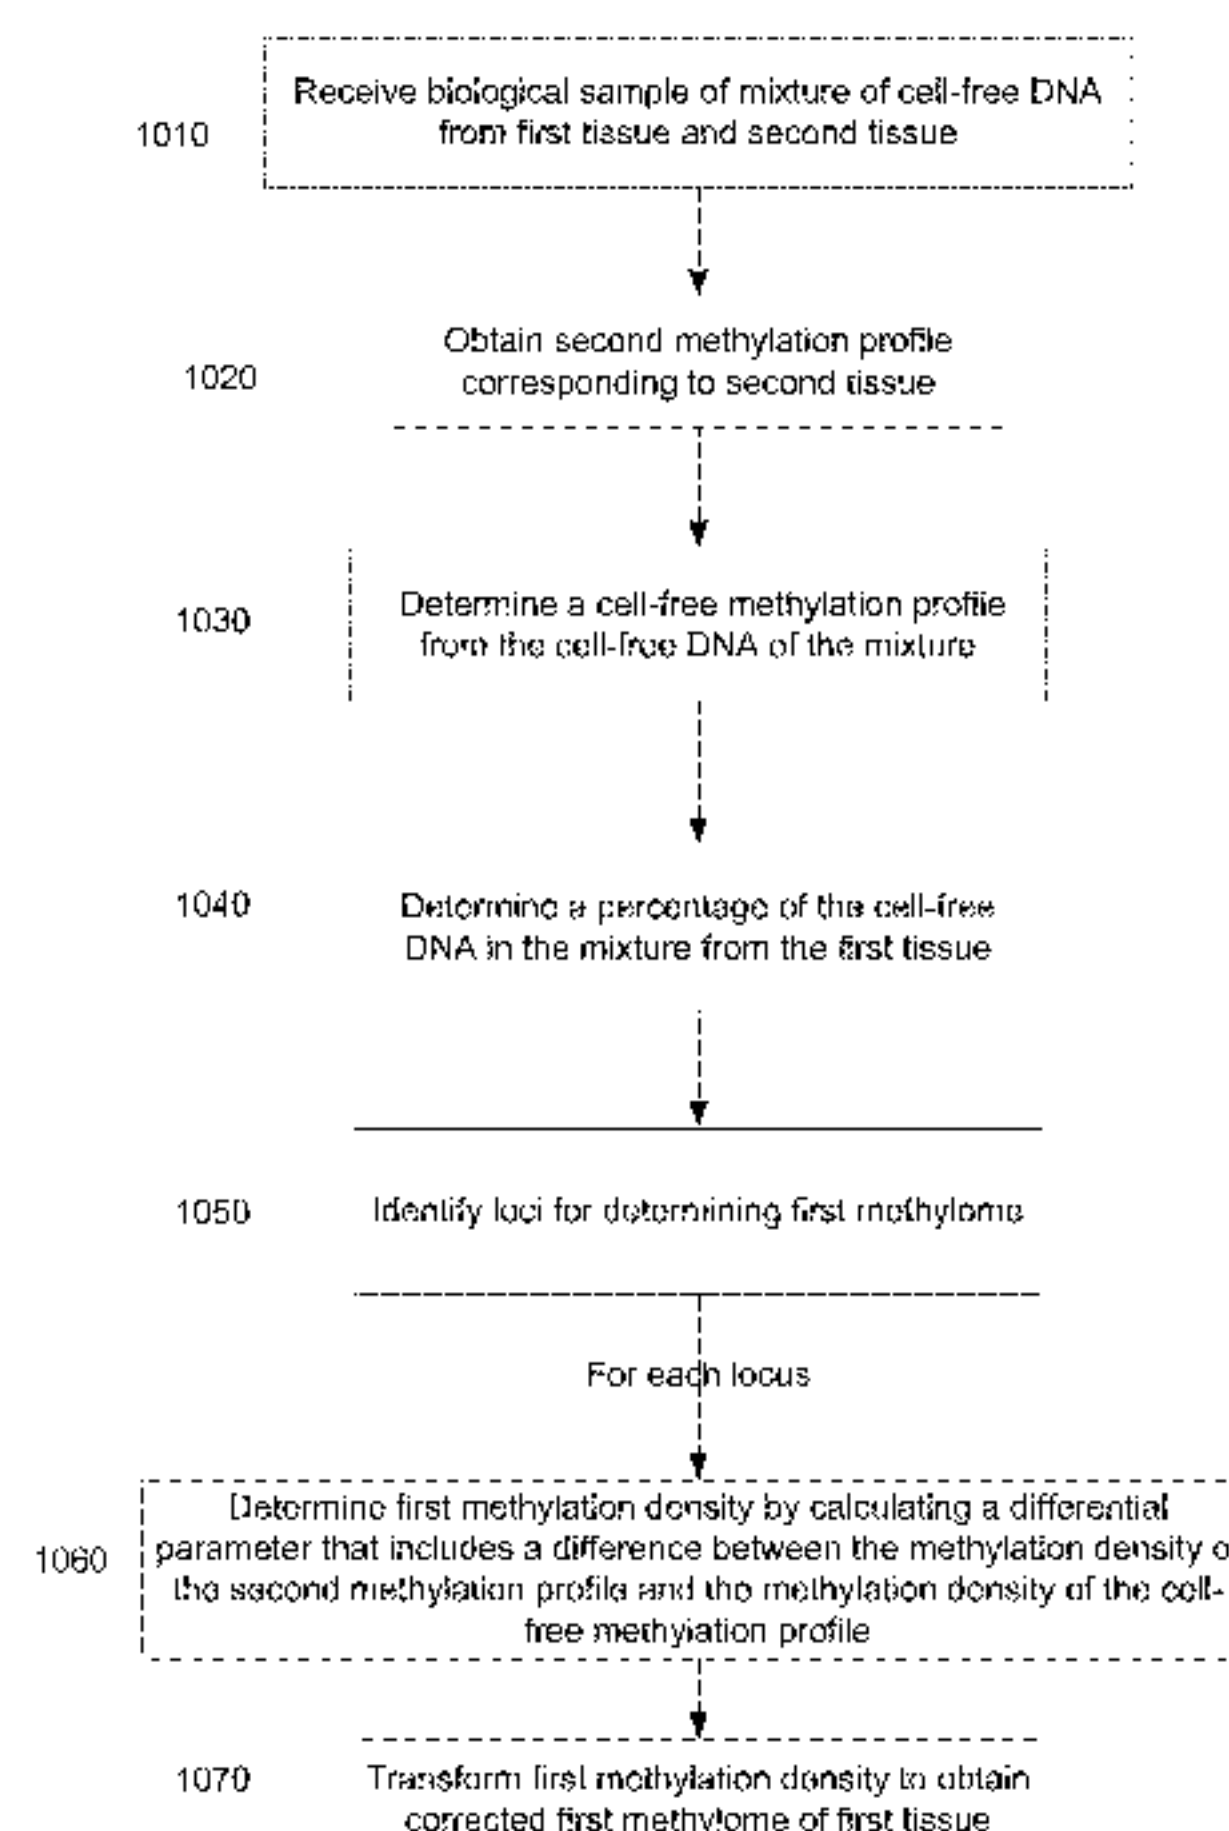 Receive biological sample of mixture of cell-free DNA
from first tissue and second tissue
1010
Obtain second methylation profile
corresponding to second tissue
1020
Determine a cell-free methylation profile
from the cell-free DNA of the mixture
1030
Determine a percentage of the cell-free
DNA in the mixture from the first tissue
1040
Identify loci for determining first methylome
1050
For each locus
Determine first methylation density by calculating a differential
parameter that includes a difference between the methylation density o
the second methylation profile and the methylation density of the cell-
free methylation profile
1060
Transform first methylation density to obtain
corrected first methylome of first tissue
1070